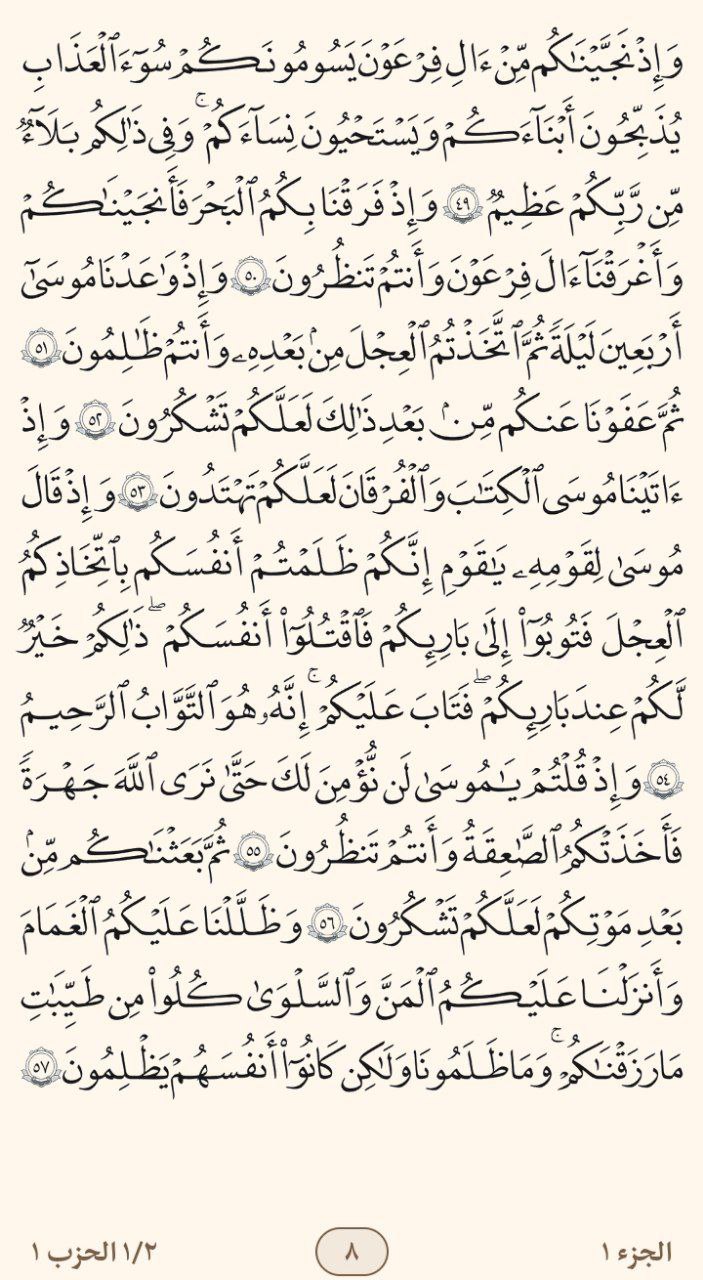 وَإِذۡ نَجَّيۡنَٰكُم مِّنۡ ءَالِ فِرۡعَوۡنَ يَسُومُونَكُمۡ سُوٓءَ ٱلۡعَذَابِ
يُذَبِّحُونَ أَبۡنَآءَكُمۡ وَيَسۡتَحۡيُونَ نِسَآءَكُمۡۚ وَفِي ذَٰلِكُم بَلَآءٞ
مِّن رَّبِّكُمۡ عَظِيمٞ ٤٩ وَإِذۡ فَرَقۡنَا بِكُمُ ٱلۡبَحۡرَ فَأَنجَيۡنَٰكُمۡ
وَأَغۡرَقۡنَآ ءَالَ فِرۡعَوۡنَ وَأَنتُمۡ تَنظُرُونَ ٥٠ وَإِذۡ وَٰعَدۡنَا مُوسَىٰٓ
أَرۡبَعِينَ لَيۡلَةٗ ثُمَّ ٱتَّخَذۡتُمُ ٱلۡعِجۡلَ مِنۢ بَعۡدِهِۦ وَأَنتُمۡ ظَٰلِمُونَ ٥١
ثُمَّ عَفَوۡنَا عَنكُم مِّنۢ بَعۡدِ ذَٰلِكَ لَعَلَّكُمۡ تَشۡكُرُونَ ٥٢ وَإِذۡ
ءَاتَيۡنَا مُوسَى ٱلۡكِتَٰبَ وَٱلۡفُرۡقَانَ لَعَلَّكُمۡ تَهۡتَدُونَ ٥٣ وَإِذۡ قَالَ
مُوسَىٰ لِقَوۡمِهِۦ يَٰقَوۡمِ إِنَّكُمۡ ظَلَمۡتُمۡ أَنفُسَكُم بِٱتِّخَاذِكُمُ
ٱلۡعِجۡلَ فَتُوبُوٓاْ إِلَىٰ بَارِئِكُمۡ فَٱقۡتُلُوٓاْ أَنفُسَكُمۡۖ ذَٰلِكُمۡ خَيۡرٞ
لَّكُمۡ عِندَ بَارِئِكُمۡۖ فَتَابَ عَلَيۡكُمۡۚ إِنَّهُۥ هُوَ ٱلتَّوَّابُ ٱلرَّحِيمُ
٥٤ وَإِذۡ قُلۡتُمۡ يَٰمُوسَىٰ لَن نُّؤۡمِنَ لَكَ حَتَّىٰ نَرَى ٱللَّهَ جَهۡرَةٗ
فَأَخَذَتۡكُمُ ٱلصَّٰعِقَةُ وَأَنتُمۡ تَنظُرُونَ ٥٥ ثُمَّ بَعَثۡنَٰكُم مِّنۢ
بَعۡدِ مَوۡتِكُمۡ لَعَلَّكُمۡ تَشۡكُرُونَ ٥٦ وَظَلَّلۡنَا عَلَيۡكُمُ ٱلۡغَمَامَ
وَأَنزَلۡنَا عَلَيۡكُمُ ٱلۡمَنَّ وَٱلسَّلۡوَىٰ كُلُواْ مِن طَيِّبَٰتِ
مَا رَزَقۡنَٰكُمۡۚ وَمَا ظَلَمُونَا وَلَٰكِن كَانُوٓاْ أَنفُسَهُمۡ يَظۡلِمُونَ ٥٧
الجزء ١ ٨ ١/٢ الحزب ١